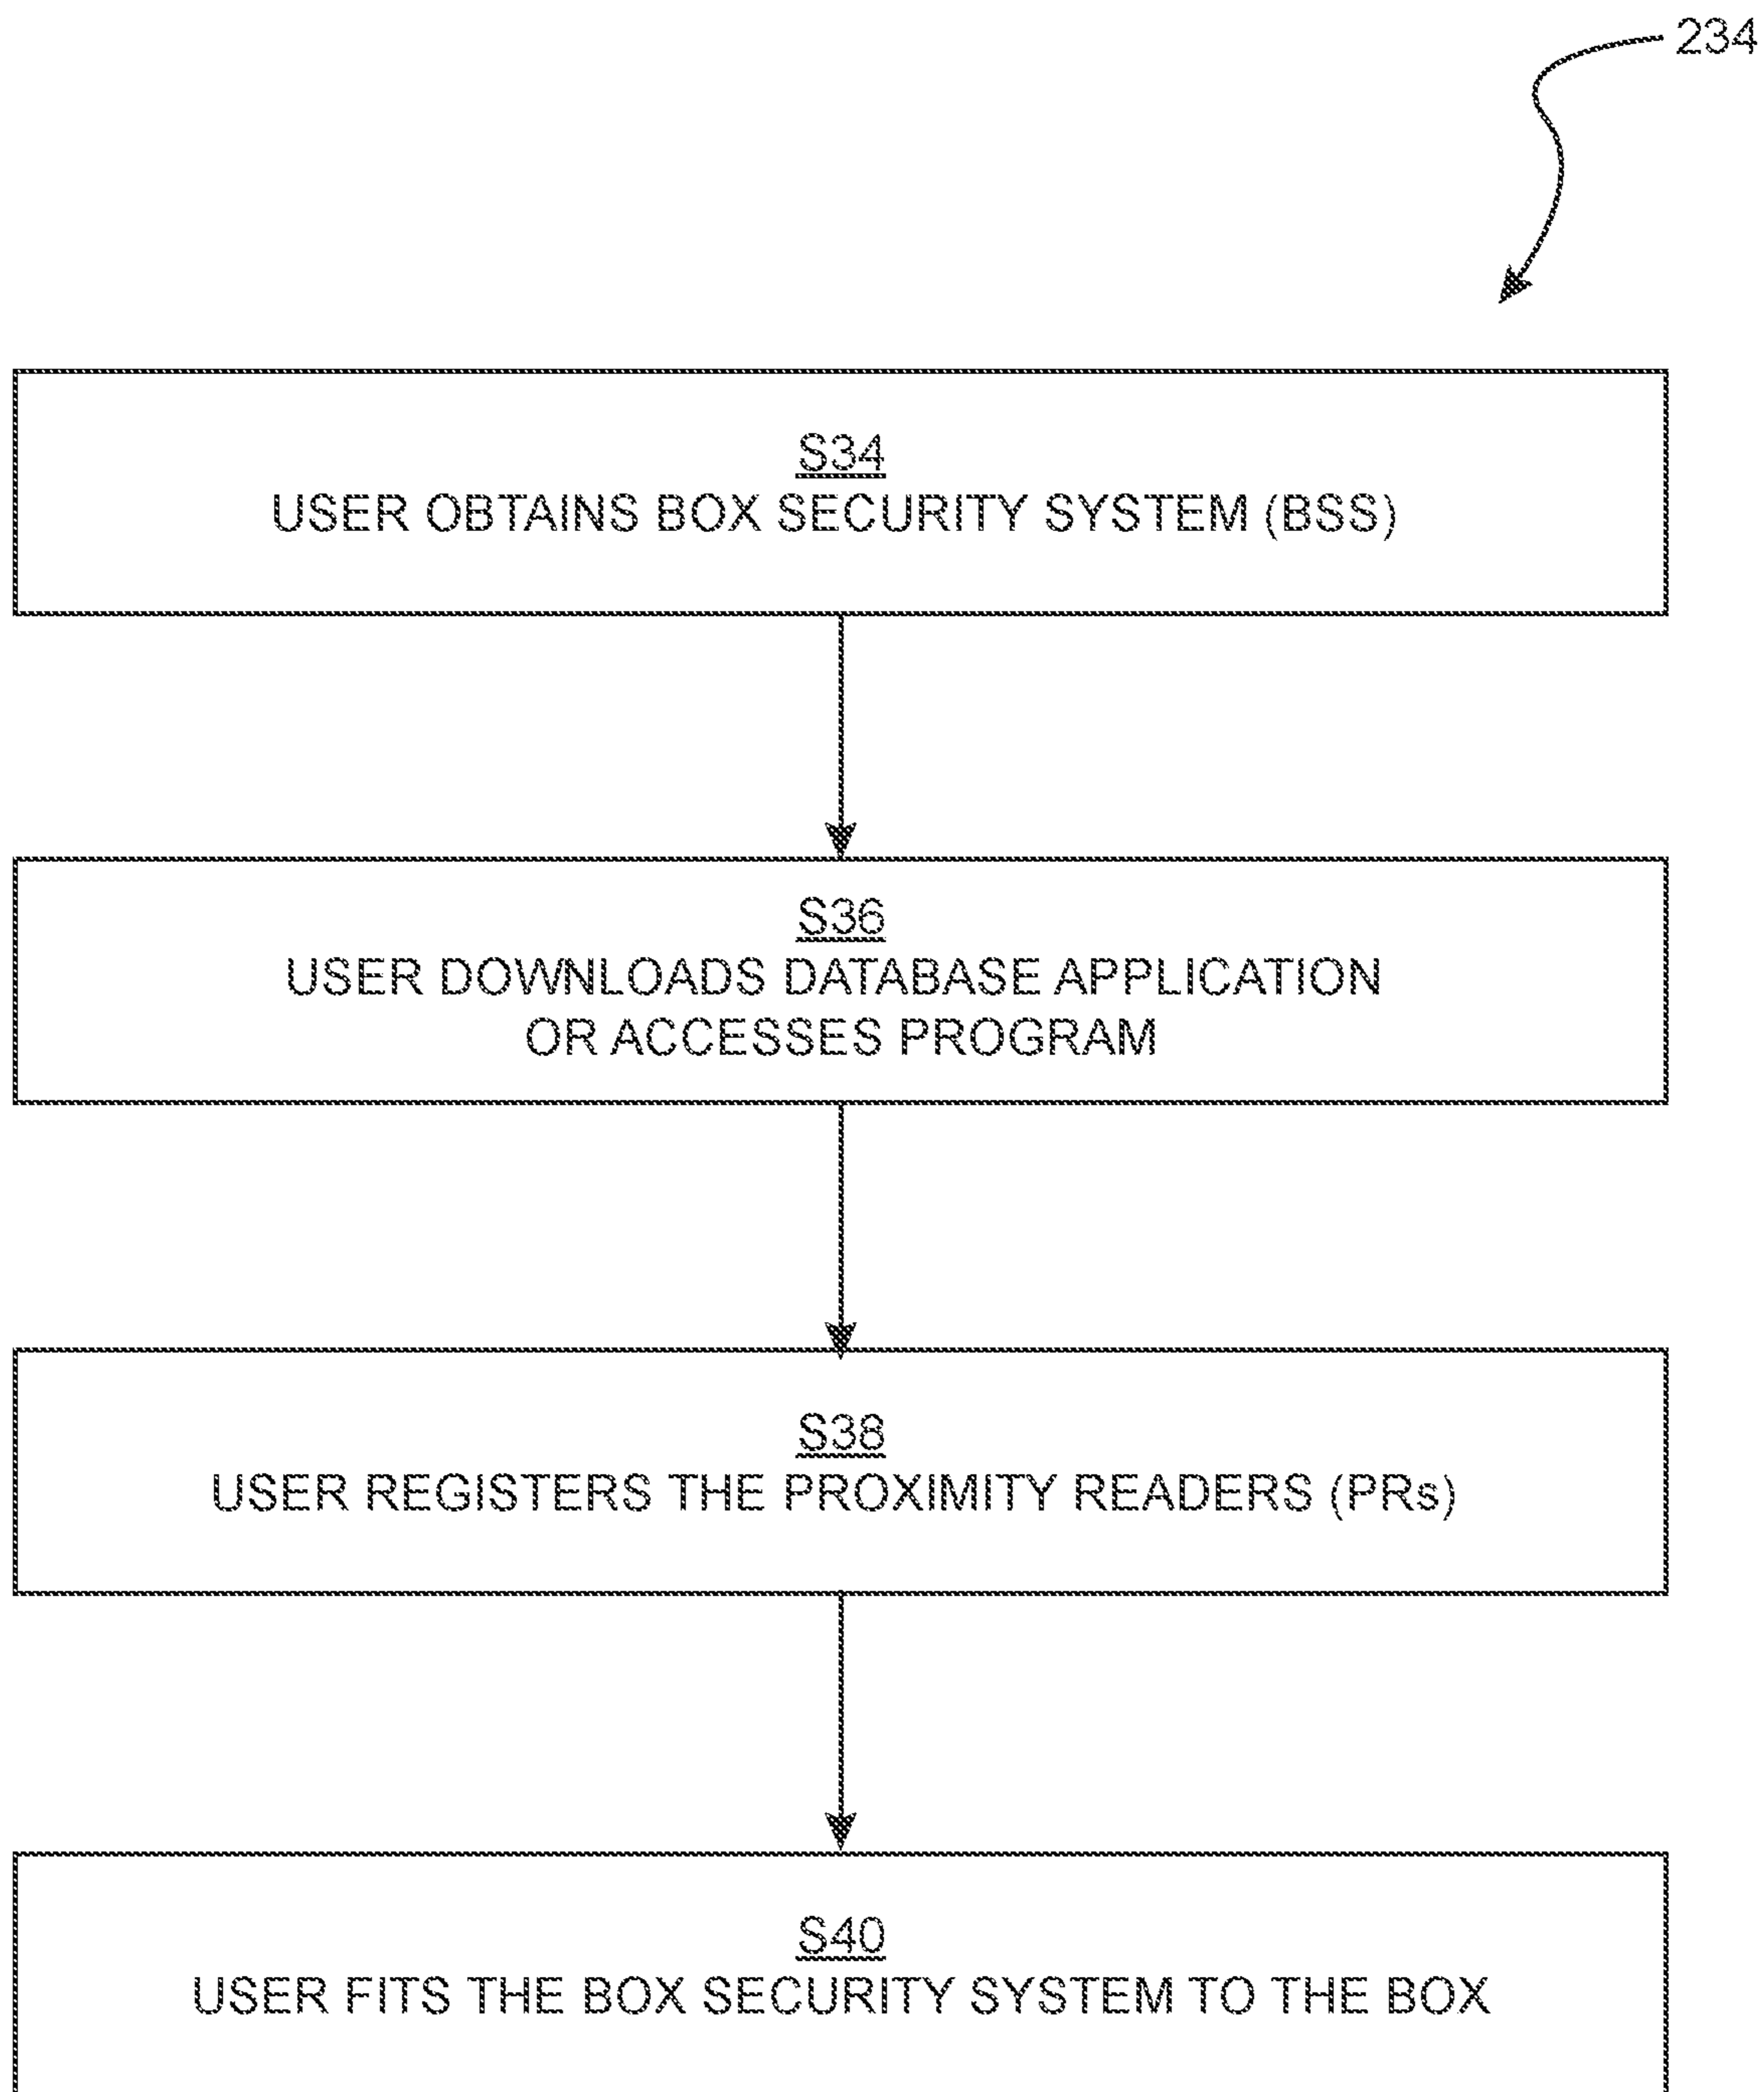 234
S34
USER OBTAINS BOX SECURITY SYSTEM (BSS)
S36
USER DOWNLOADS DATABASE APPLICATION
OR ACCESSES PROGRAM
S38
USER REGISTERS THE PROXIMITY READERS (PRs)
S40
USER FITS THE BOX SECURITY SYSTEM TO THE BOX